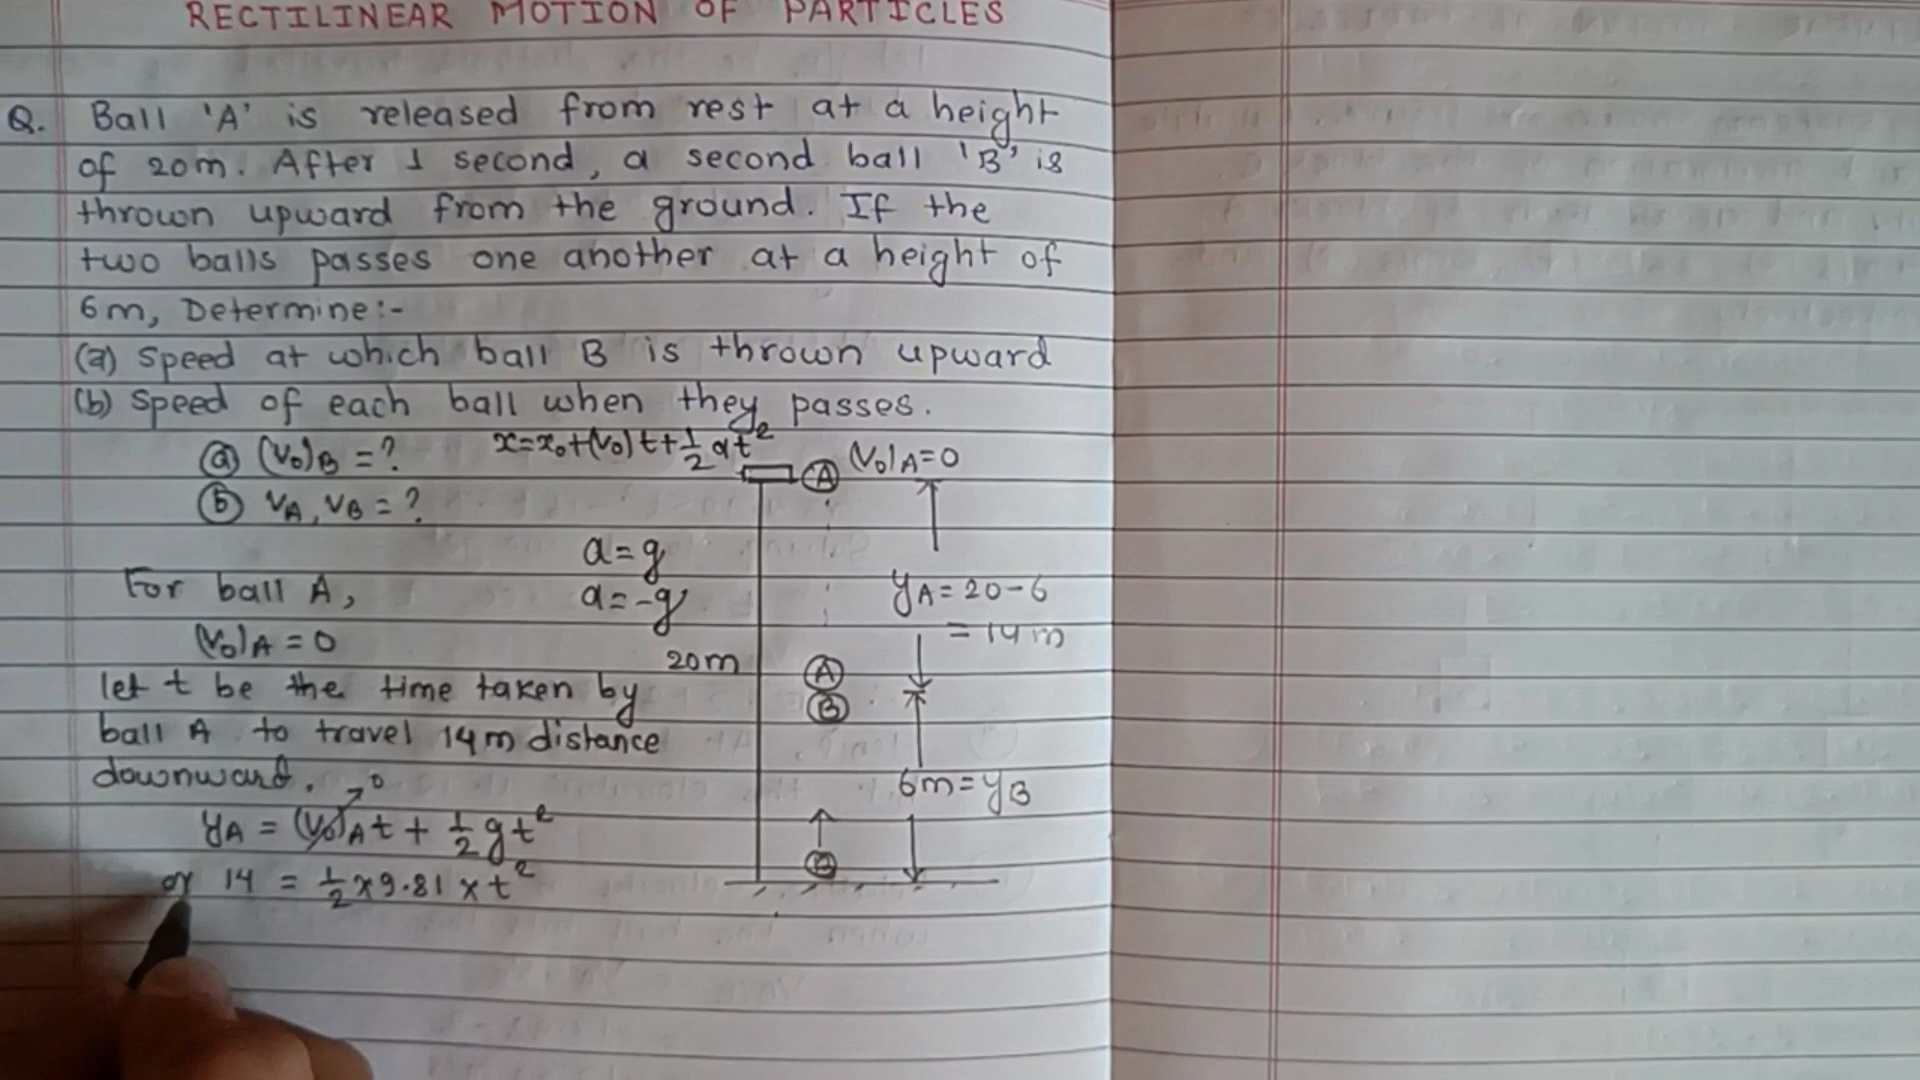 RECTILINEAR MOTION OF PARTICLES
Q. Ball 'A' is released from rest at a height
of 20m. After 1 second, a second ball 'B' is
thrown upward from the ground. If the
two balls passes one another at a height of
6m, Determine:-
(a) Speed at which ball B is thrown upward
(b) Speed of each ball when they passes.
(a) (v₀)B = ?
x=x₀+(v₀)t+½at²
(b) vA, vB = ?
A (v₀)A=0
a=g
a=-g
For ball A,
(v₀)A = 0
let t be the time taken by
ball A to travel 14m distance
downward.
yA = (v₀)At + ½gt²
→0
or 14 = ½×9.81×t²
20m
yA = 20-6
= 14m
A
B
6m=yB
B